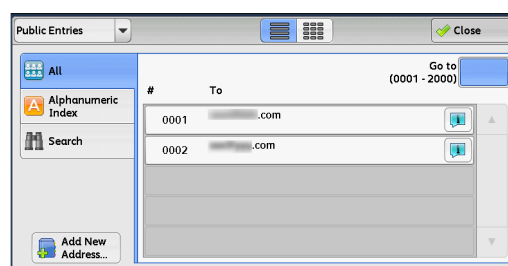 Public Entries
Close
All
Go to
(0001 - 2000)
#
To
Alphanumeric
Index
0001
.com
Search
0002
.com
Add New
Address...